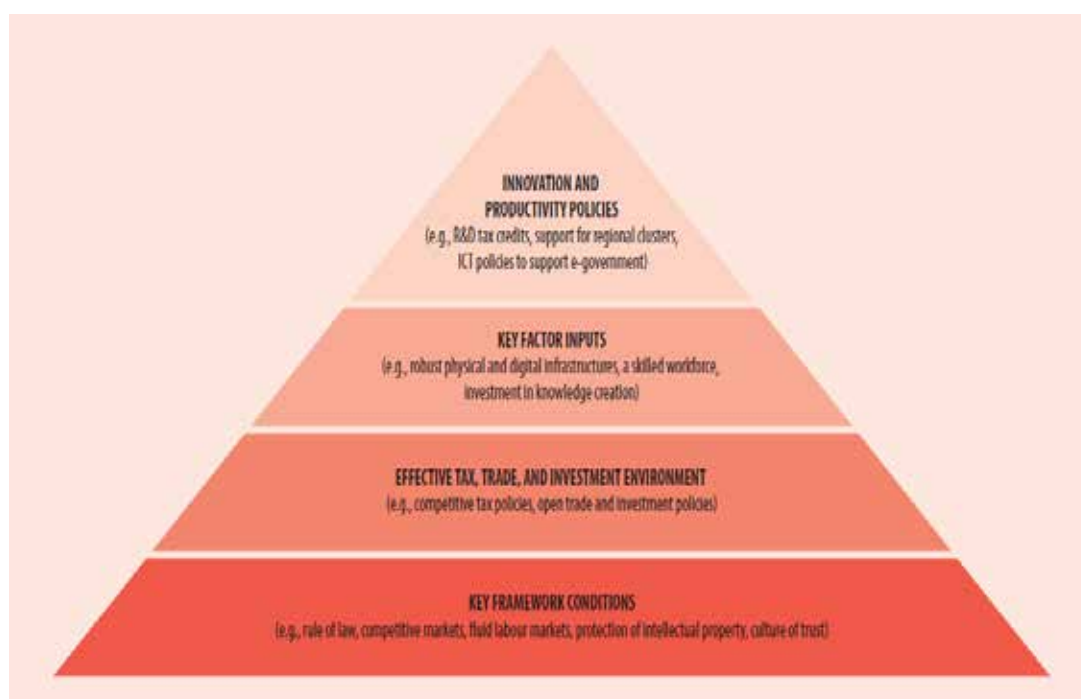 INNOVATION AND
PRODUCTIVITY POLICIES
(e.g., R&D tax credits, support for regional clusters,
ICT policies to support e-government)
KEY FACTOR INPUTS
(e.g., robust physical and digital infrastructures, a skilled workforce,
investment in knowledge creation)
EFFECTIVE TAX, TRADE, AND INVESTMENT ENVIRONMENT
(e.g., competitive tax policies, open trade and investment policies)
KEY FRAMEWORK CONDITIONS
(e.g., rule of law, competitive markets, fluid labour markets, protection of intellectual property, culture of trust)